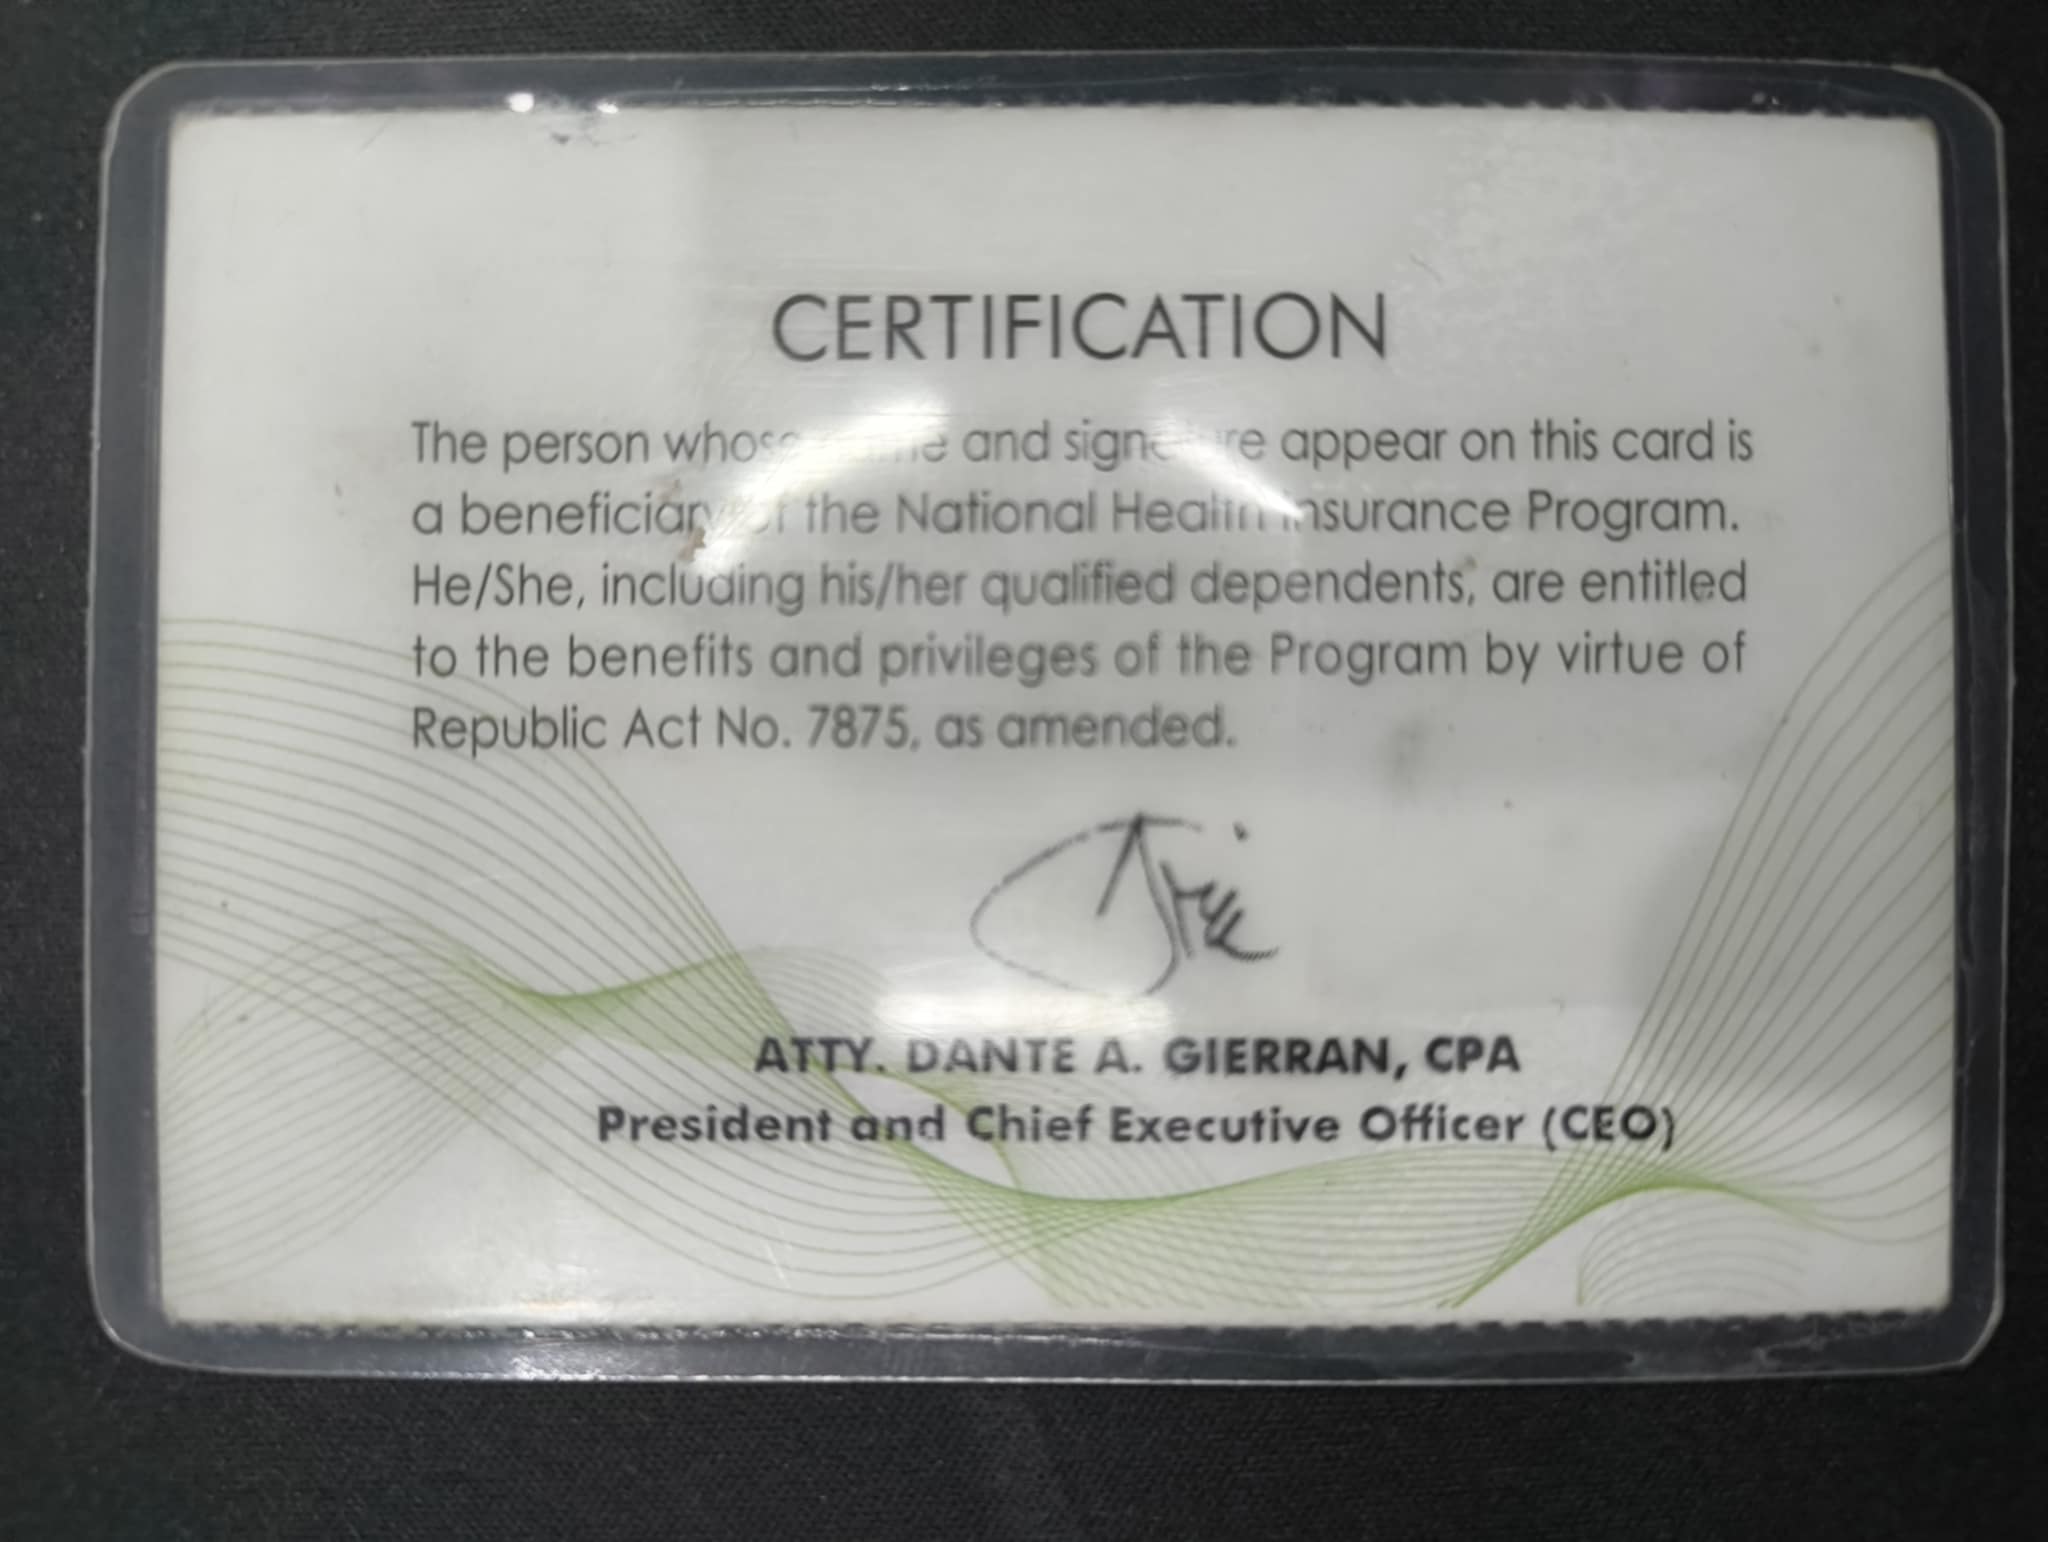 CERTIFICATION
The person whose name and signature appear on this card is
a beneficiary of the National Health Insurance Program.
He/She, including his/her qualified dependents, are entitled
to the benefits and privileges of the Program by virtue of
Republic Act No. 7875, as amended.
ATTY. DANTE A. GIERRAN, CPA
President and Chief Executive Officer (CEO)